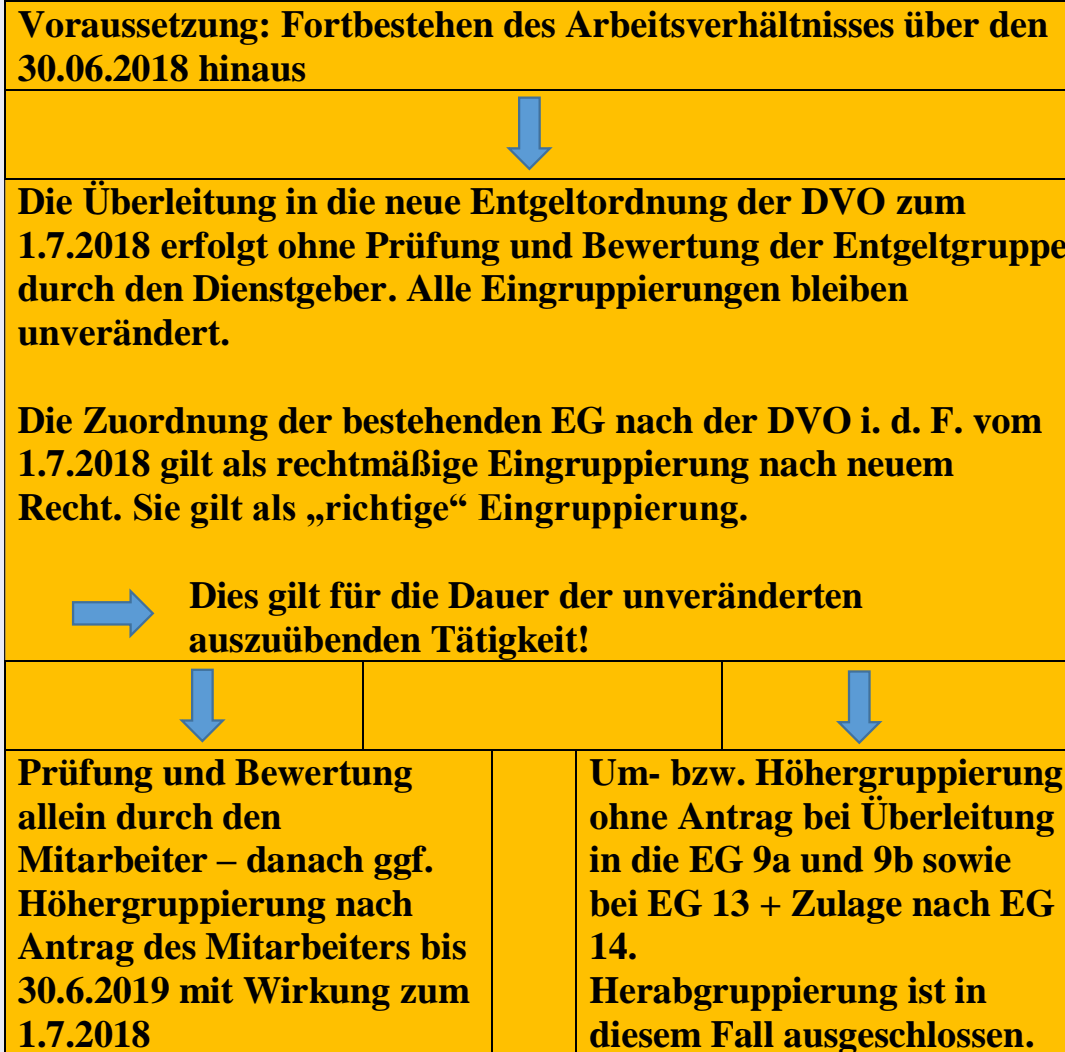 Voraussetzung: Fortbestehen des Arbeitsverhältnisses über den
30.06.2018 hinaus
Die Überleitung in die neue Entgeltordnung der DVO zum
1.7.2018 erfolgt ohne Prüfung und Bewertung der Entgeltgruppe
durch den Dienstgeber. Alle Eingruppierungen bleiben
unverändert.
Die Zuordnung der bestehenden EG nach der DVO i. d. F. vom
1.7.2018 gilt als rechtmäßige Eingruppierung nach neuem
Recht. Sie gilt als „richtige“ Eingruppierung.
Dies gilt für die Dauer der unveränderten
auszuübenden Tätigkeit!
Prüfung und Bewertung
allein durch den
Mitarbeiter – danach ggf.
Höhergruppierung nach
Antrag des Mitarbeiters bis
30.6.2019 mit Wirkung zum
1.7.2018
Um- bzw. Höhergruppierung
ohne Antrag bei Überleitung
in die EG 9a und 9b sowie
bei EG 13 + Zulage nach EG
14.
Herabgruppierung ist in
diesem Fall ausgeschlossen.